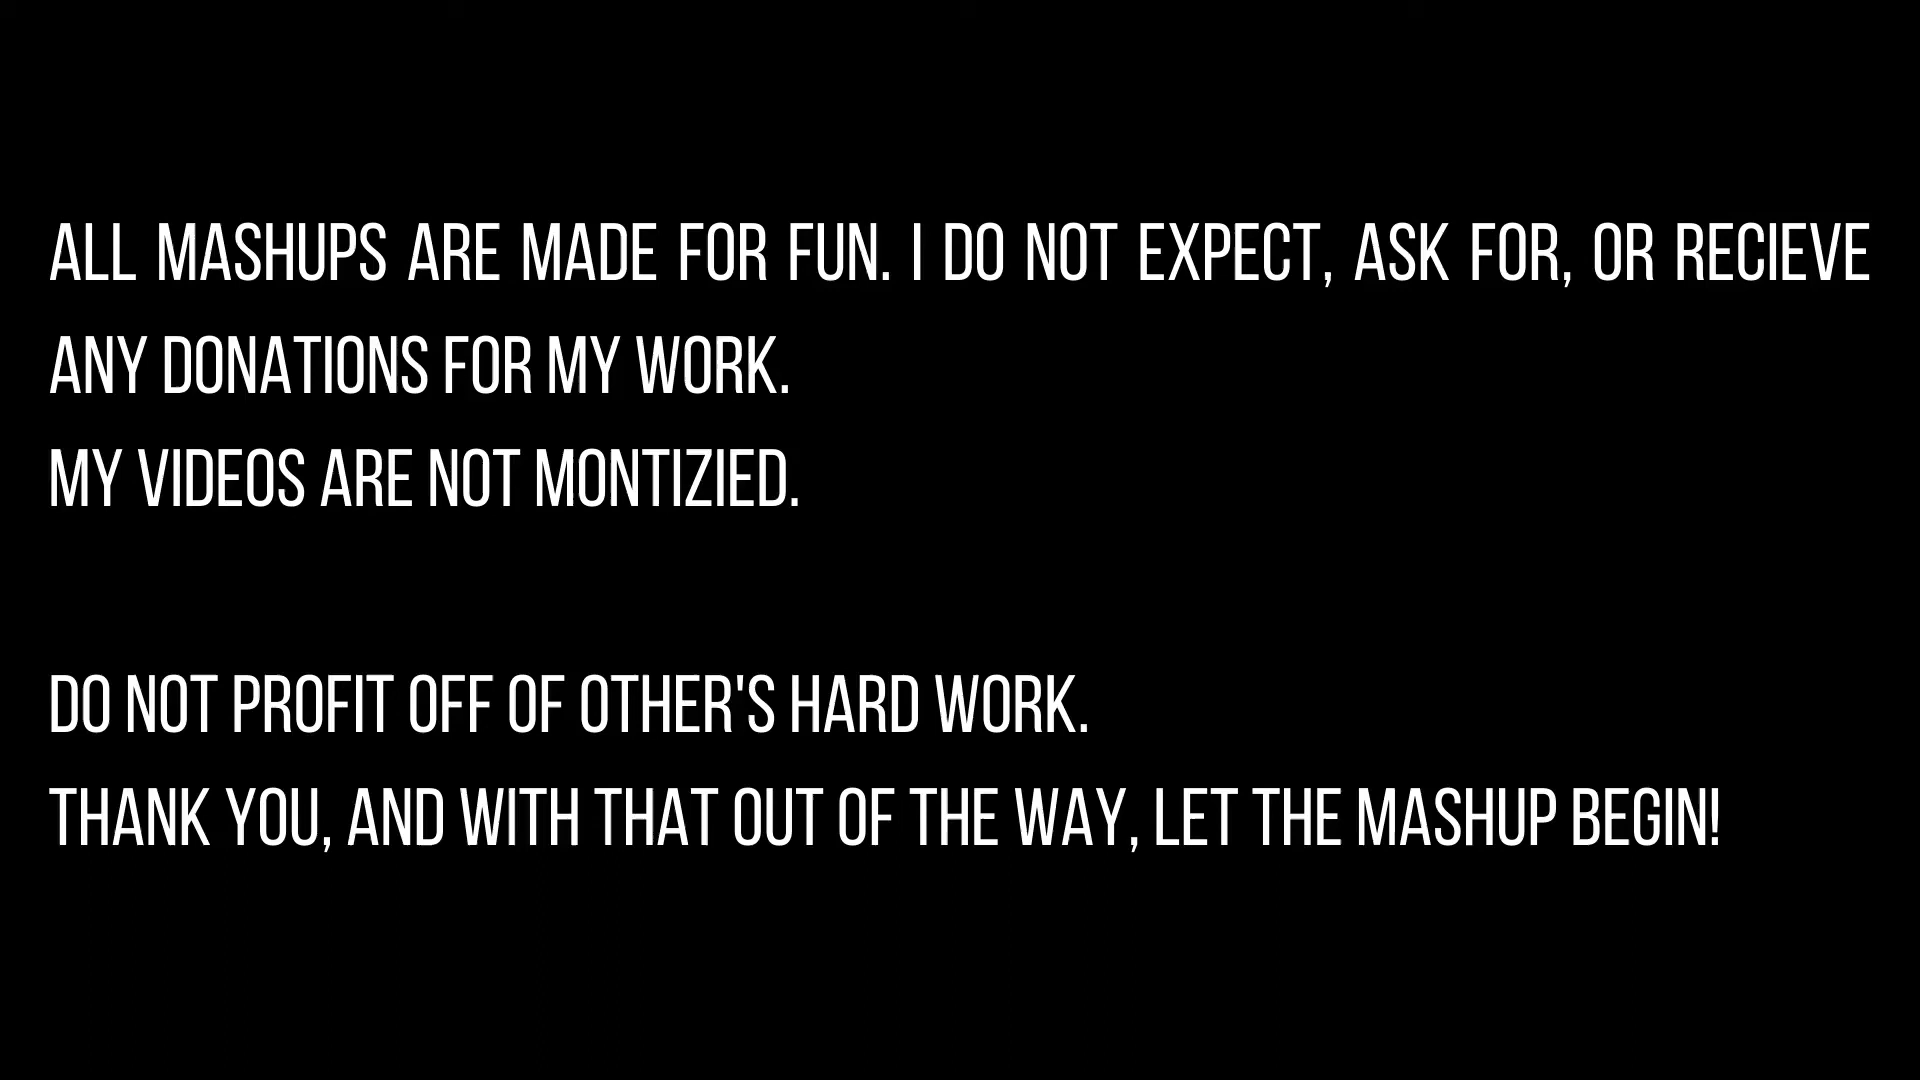 ALL MASHUPS ARE MADE FOR FUN. I DO NOT EXPECT, ASK FOR, OR RECIEVE
ANY DONATIONS FOR MY WORK.
MY VIDEOS ARE NOT MONTIZIED.
DO NOT PROFIT OFF OF OTHER'S HARD WORK.
THANK YOU, AND WITH THAT OUT OF THE WAY, LET THE MASHUP BEGIN!